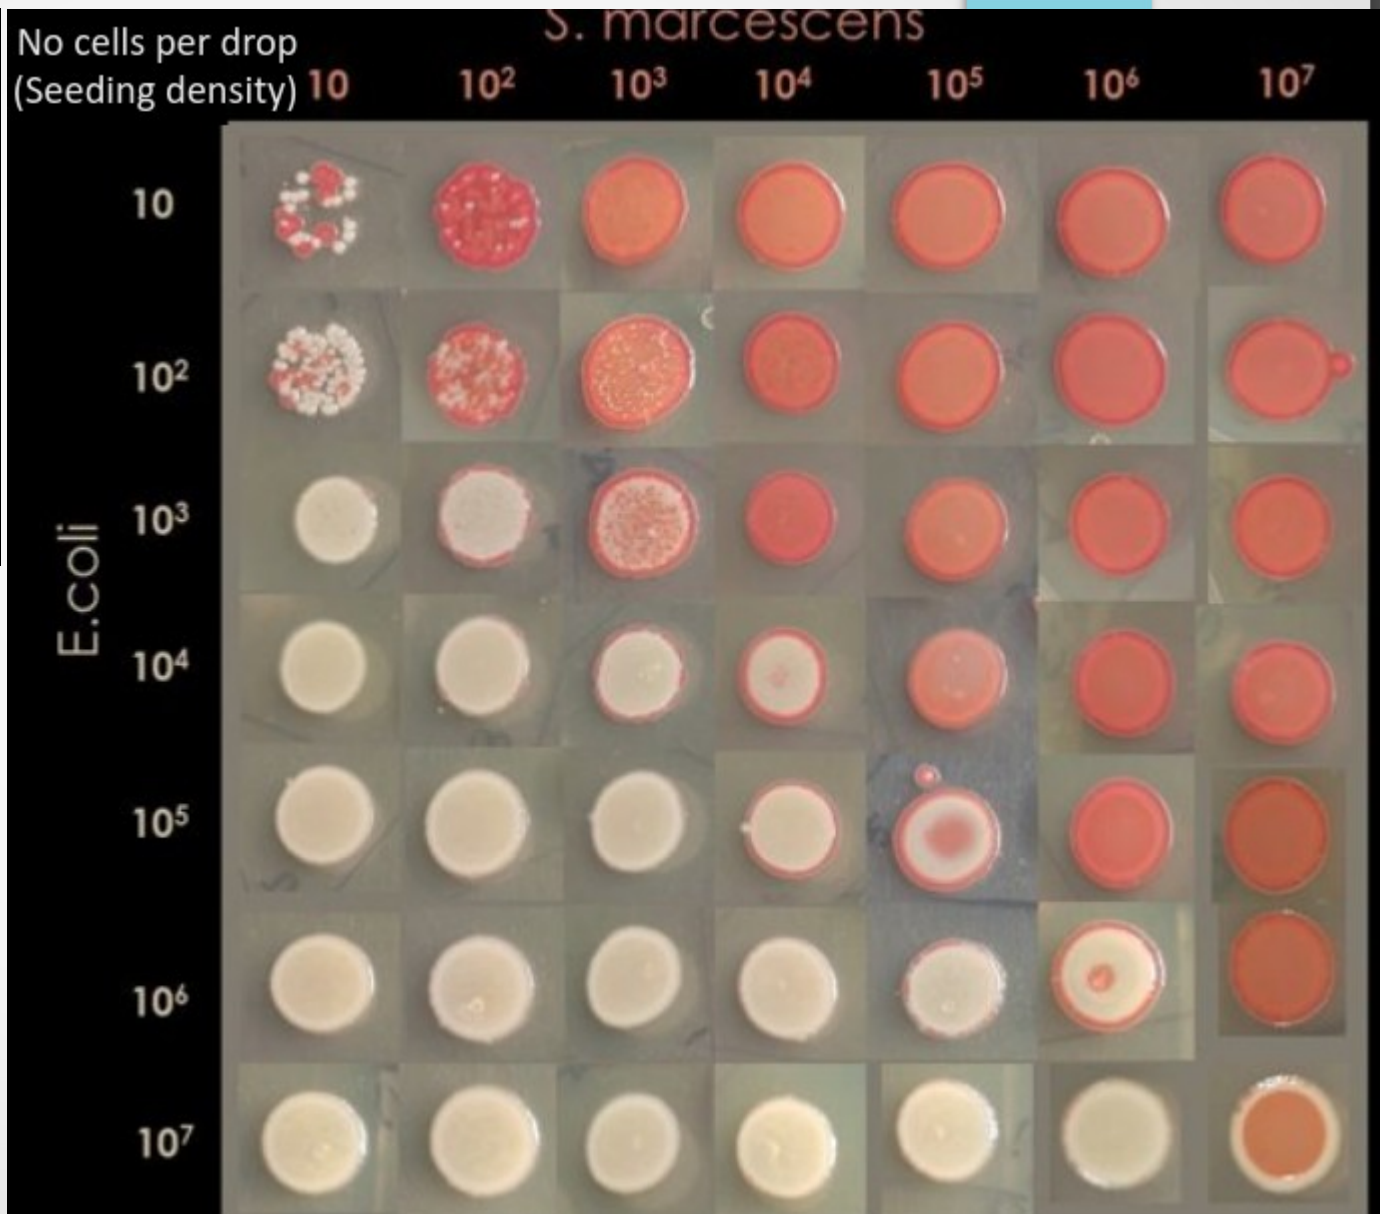 S. marcescens
No cells per drop
(Seeding density) 10 10² 10³ 10⁴ 10⁵ 10⁶ 10⁷
10
10²
10³
10⁴
10⁵
10⁶
10⁷
E.coli